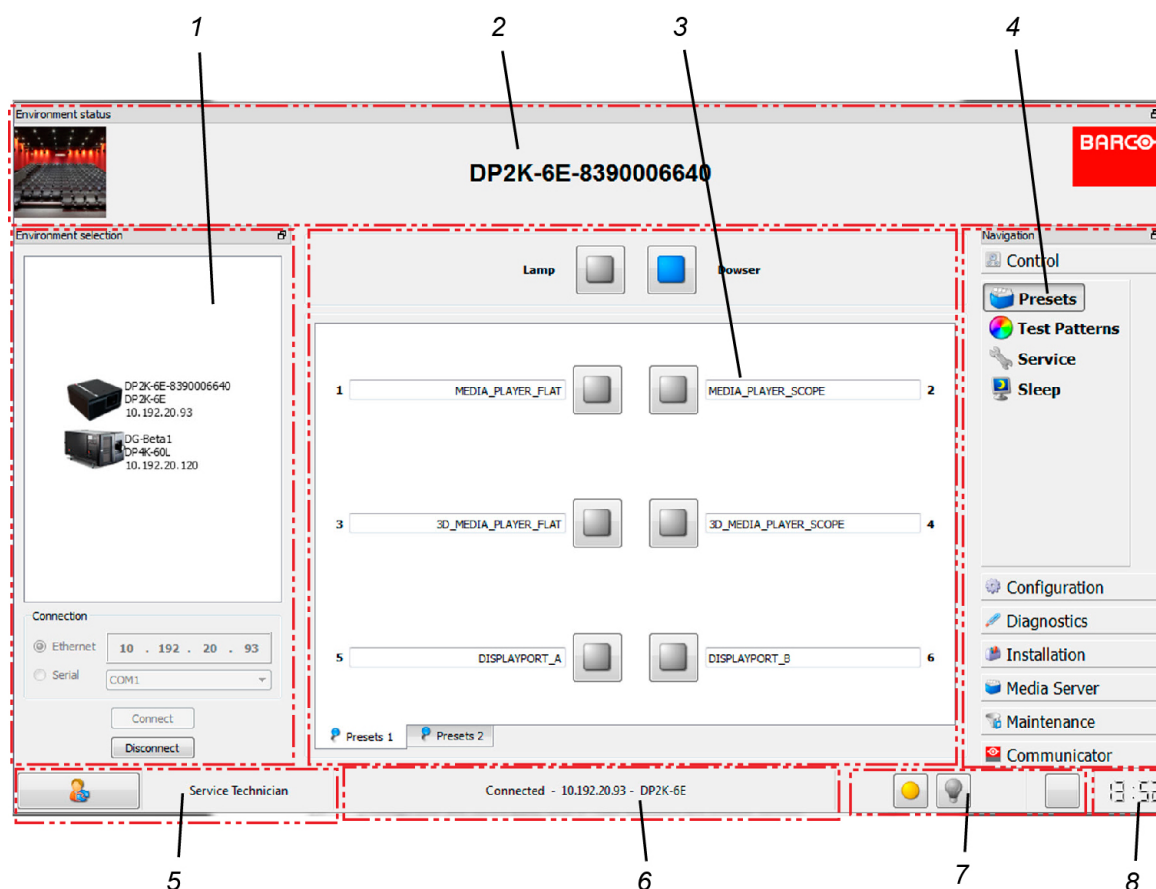 1 2 3 4
Environment status
BARCO
DP2K-6E-8390006640
Environment selection
DP2K-6E-8390006640
DP2K-6E
10.192.20.93
DG-Beta1
DP4K-60L
10.192.20.120
Connection
Ethernet 10 . 192 . 20 . 93
Serial COM1
Connect
Disconnect
Lamp Dowser
1 MEDIA_PLAYER_FLAT MEDIA_PLAYER_SCOPE 2
3 3D_MEDIA_PLAYER_FLAT 3D_MEDIA_PLAYER_SCOPE 4
5 DISPLAYPORT_A DISPLAYPORT_B 6
Presets 1 Presets 2
Navigation
Control
Presets
Test Patterns
Service
Sleep
Configuration
Diagnostics
Installation
Media Server
Maintenance
Communicator
Service Technician
Connected - 10.192.20.93 - DP2K-6E
5 6 7 8